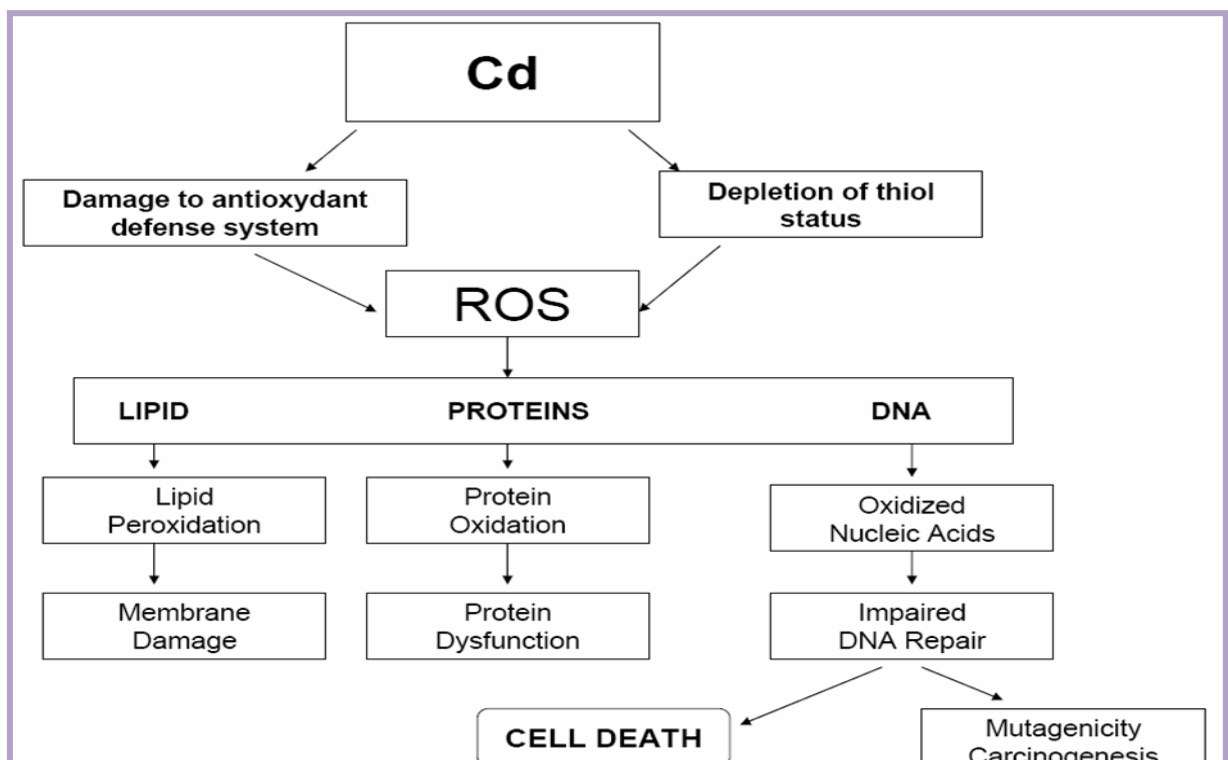 Cd
Damage to antioxydant
defense system
Depletion of thiol
status
ROS
LIPID
PROTEINS
DNA
Lipid
Peroxidation
Protein
Oxidation
Oxidized
Nucleic Acids
Membrane
Damage
Protein
Dysfunction
Impaired
DNA Repair
CELL DEATH
Mutagenicity
Carcinogenesis